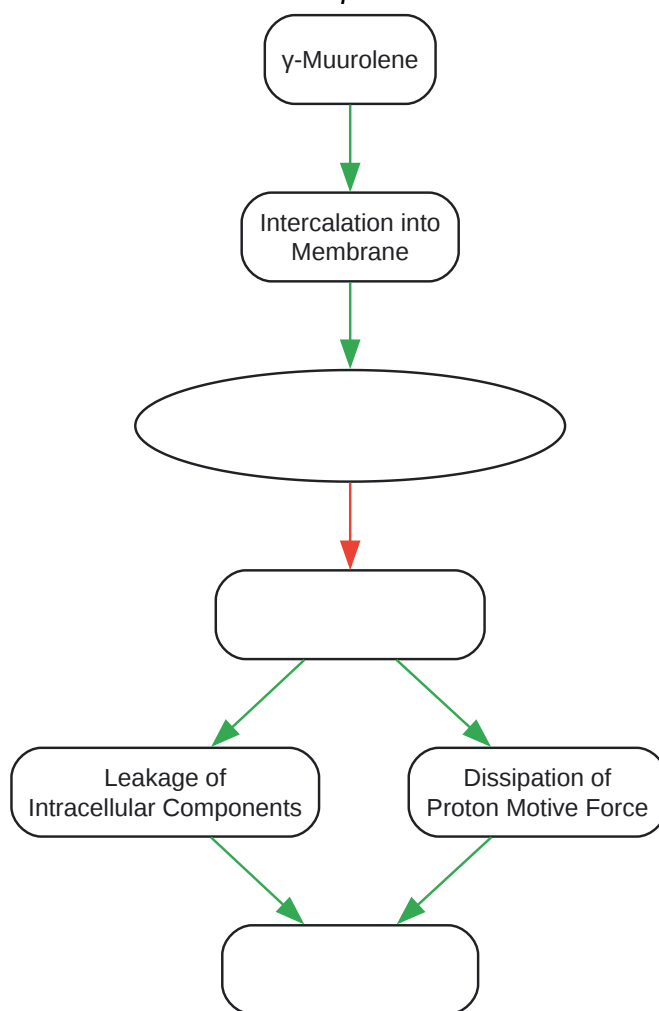 γ-Muurolene
Intercalation into
Membrane
Leakage of
Intracellular Components
Dissipation of
Proton Motive Force